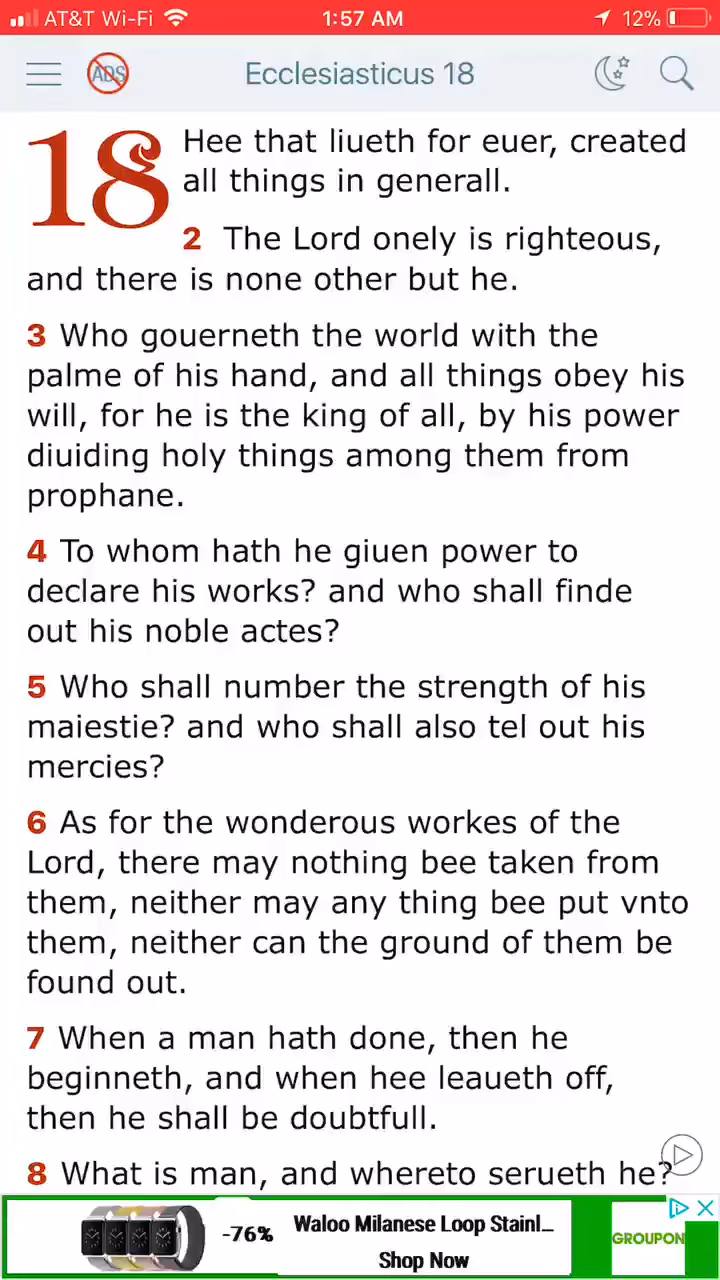 AT&T Wi-Fi 1:57 AM 12%
ADS Ecclesiasticus 18
18 Hee that liueth for euer, created
all things in generall.
2 The Lord onely is righteous,
and there is none other but he.
3 Who gouerneth the world with the
palme of his hand, and all things obey his
will, for he is the king of all, by his power
diuiding holy things among them from
prophane.
4 To whom hath he giuen power to
declare his works? and who shall finde
out his noble actes?
5 Who shall number the strength of his
maiestie? and who shall also tel out his
mercies?
6 As for the wonderous workes of the
Lord, there may nothing bee taken from
them, neither may any thing bee put vnto
them, neither can the ground of them be
found out.
7 When a man hath done, then he
beginneth, and when hee leaueth off,
then he shall be doubtfull.
8 What is man, and whereto serueth he?
-76% Waloo Milanese Loop Stainl...
Shop Now
GROUPON